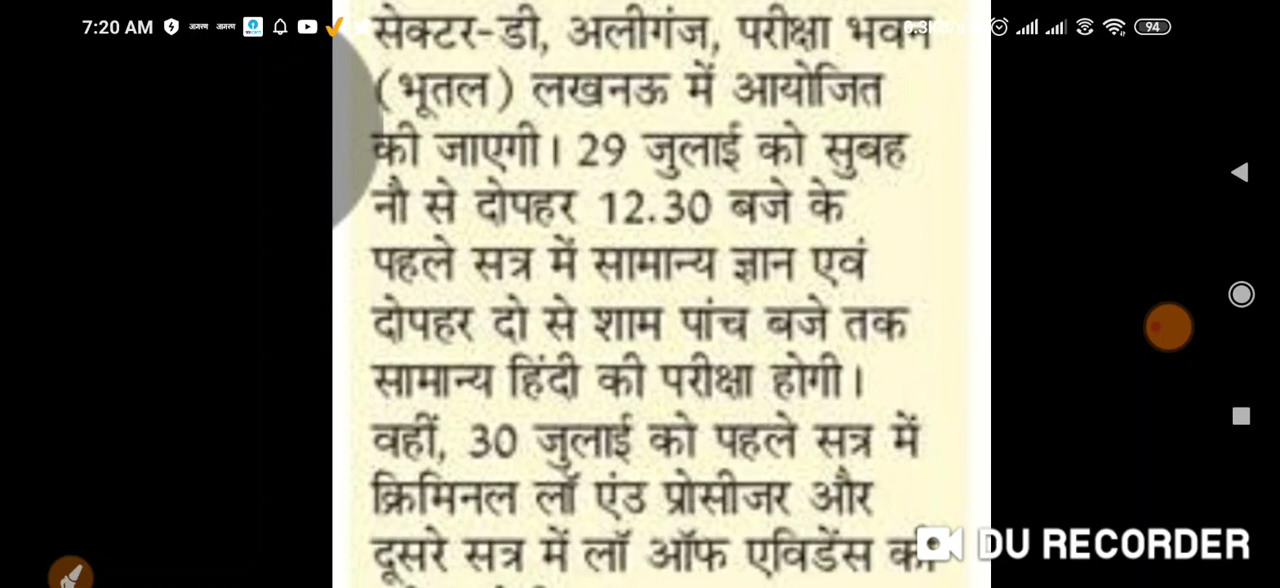 7:20 AM
94
सेक्टर-डी, अलीगंज, परीक्षा भवन
(भूतल) लखनऊ में आयोजित
की जाएगी। 29 जुलाई को सुबह
नौ से दोपहर 12.30 बजे के
पहले सत्र में सामान्य ज्ञान एवं
दोपहर दो से शाम पांच बजे तक
सामान्य हिंदी की परीक्षा होगी।
वहीं, 30 जुलाई को पहले सत्र में
क्रिमिनल लॉ एंड प्रोसीजर और
दूसरे सत्र में लॉ ऑफ एविडेंस
DU RECORDER